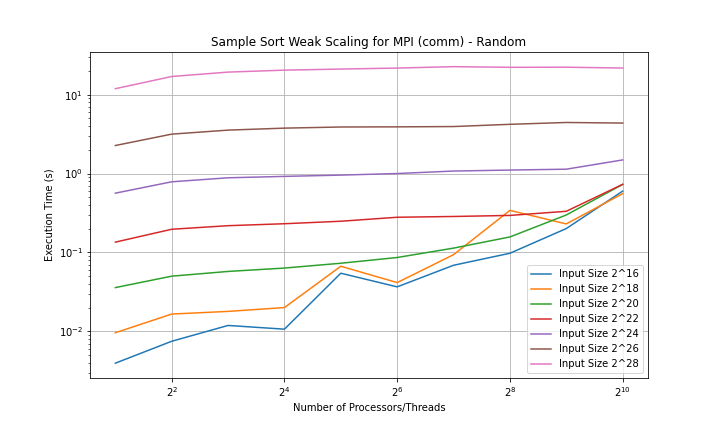 Sample Sort Weak Scaling for MPI (comm) - Random
Execution Time (s)
10^1
10^0
10^-1
10^-2
Input Size 2^16
Input Size 2^18
Input Size 2^20
Input Size 2^22
Input Size 2^24
Input Size 2^26
Input Size 2^28
2^2
2^4
2^6
2^8
2^10
Number of Processors/Threads